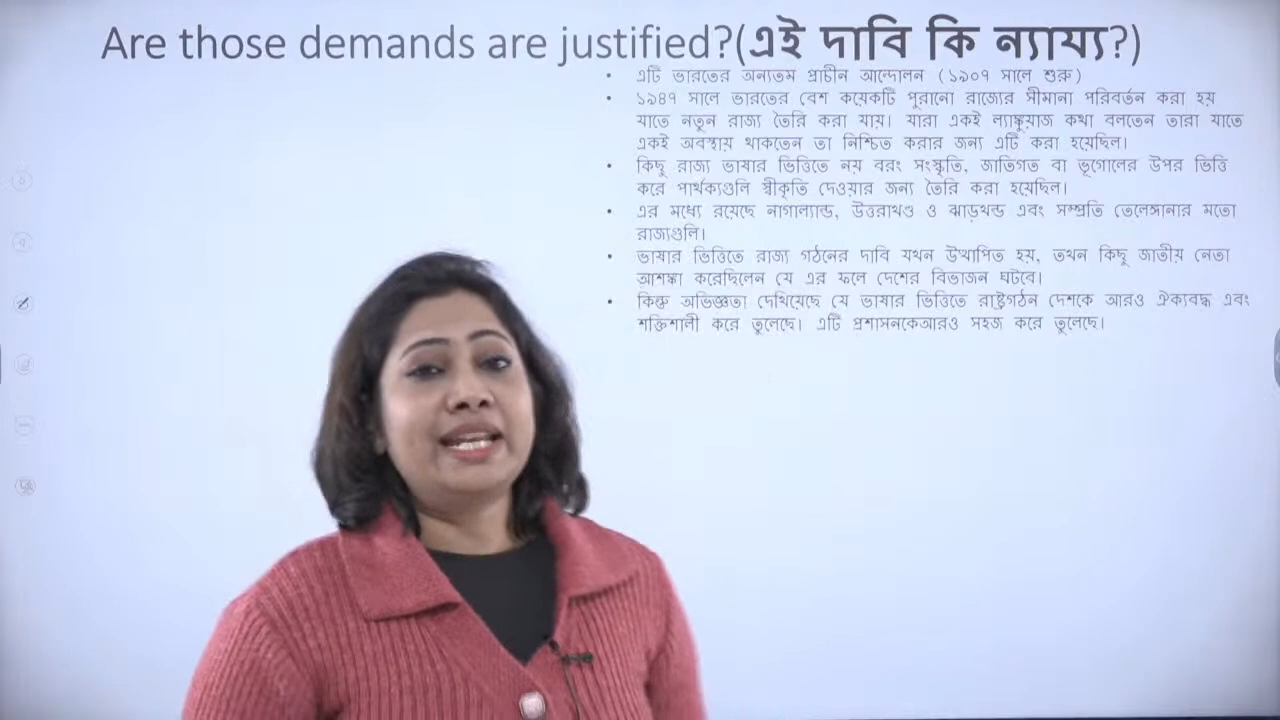 Are those demands are justified?(এই দাবি কি ন্যায্য?)
• এটি ভারতের অন্যতম প্রাচীন আন্দোলন (১৯০৭ সালে শুরু)
• ১৯৪৭ সালে ভারতের বেশ কয়েকটি পুরানো রাজ্যের সীমানা পরিবর্তন করা হয়
যাতে নতুন রাজ্য তৈরি করা যায়। যারা একই ল্যাঙ্গুয়াজ কথা বলতেন তারা যাতে
একই অবস্থায় থাকতেন তা নিশ্চিত করার জন্য এটি করা হয়েছিল।
• কিছু রাজ্য ভাষার ভিত্তিতে নয় বরং সংস্কৃতি, জাতিগত বা ভূগোলের উপর ভিত্তি
করে পার্থক্যগুলি স্বীকৃতি দেওয়ার জন্য তৈরি করা হয়েছিল।
• এর মধ্যে রয়েছে নাগাল্যান্ড, উত্তরাখণ্ড ও ঝাড়খন্ড এবং সম্প্রতি তেলেঙ্গানার মতো
রাজ্যগুলি।
• ভাষার ভিত্তিতে রাজ্য গঠনের দাবি যখন উত্থাপিত হয়, তখন কিছু জাতীয় নেতা
আশঙ্কা করেছিলেন যে এর ফলে দেশের বিভাজন ঘটবে।
• কিন্তু অভিজ্ঞতা দেখিয়েছে যে ভাষার ভিত্তিতে রাষ্ট্রগঠন দেশকে আরও ঐক্যবদ্ধ এবং
শক্তিশালী করে তুলেছে। এটি প্রশাসনকেআরও সহজ করে তুলেছে।